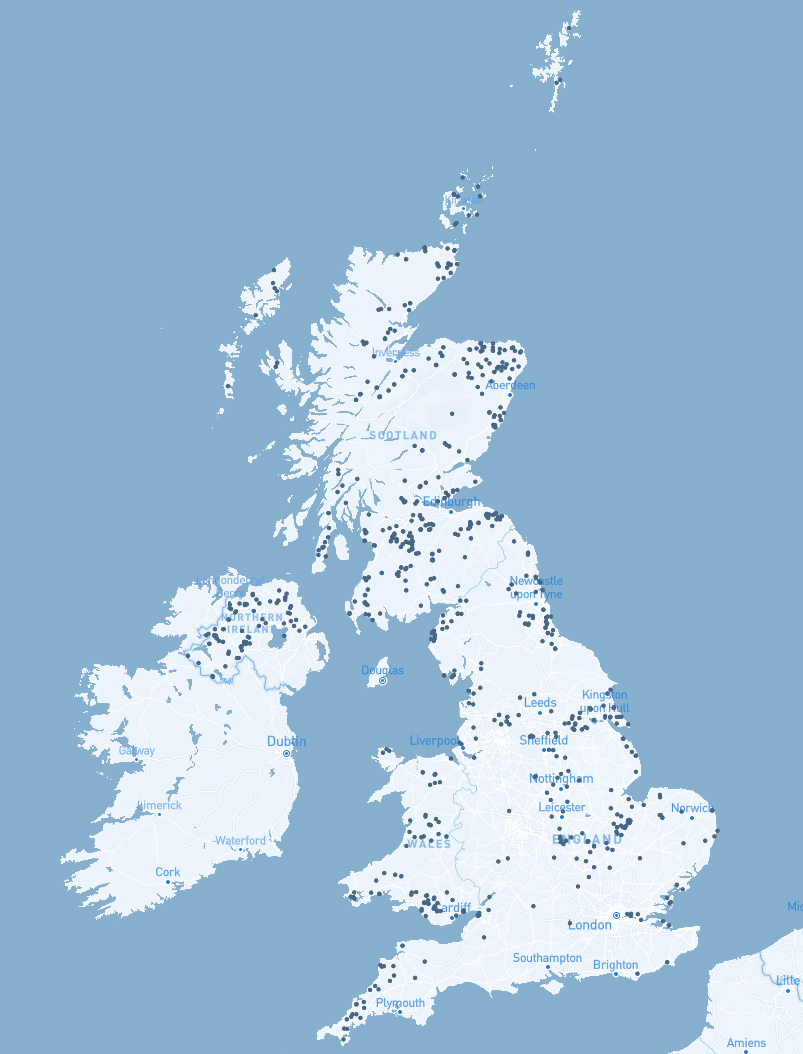 Inverness
Aberdeen
SCOTLAND
Edinburgh
Londonderry/
Derry
NORTHERN
IRELAND
Newcastle
upon Tyne
Douglas
Leeds
Kingston
upon Hull
Dublin
Liverpool
Sheffield
Galway
Nottingham
Limerick
Leicester
Norwich
Waterford
WALES
ENGLAND
Cork
Cardiff
London
Southampton
Brighton
Plymouth
Lille
Amiens